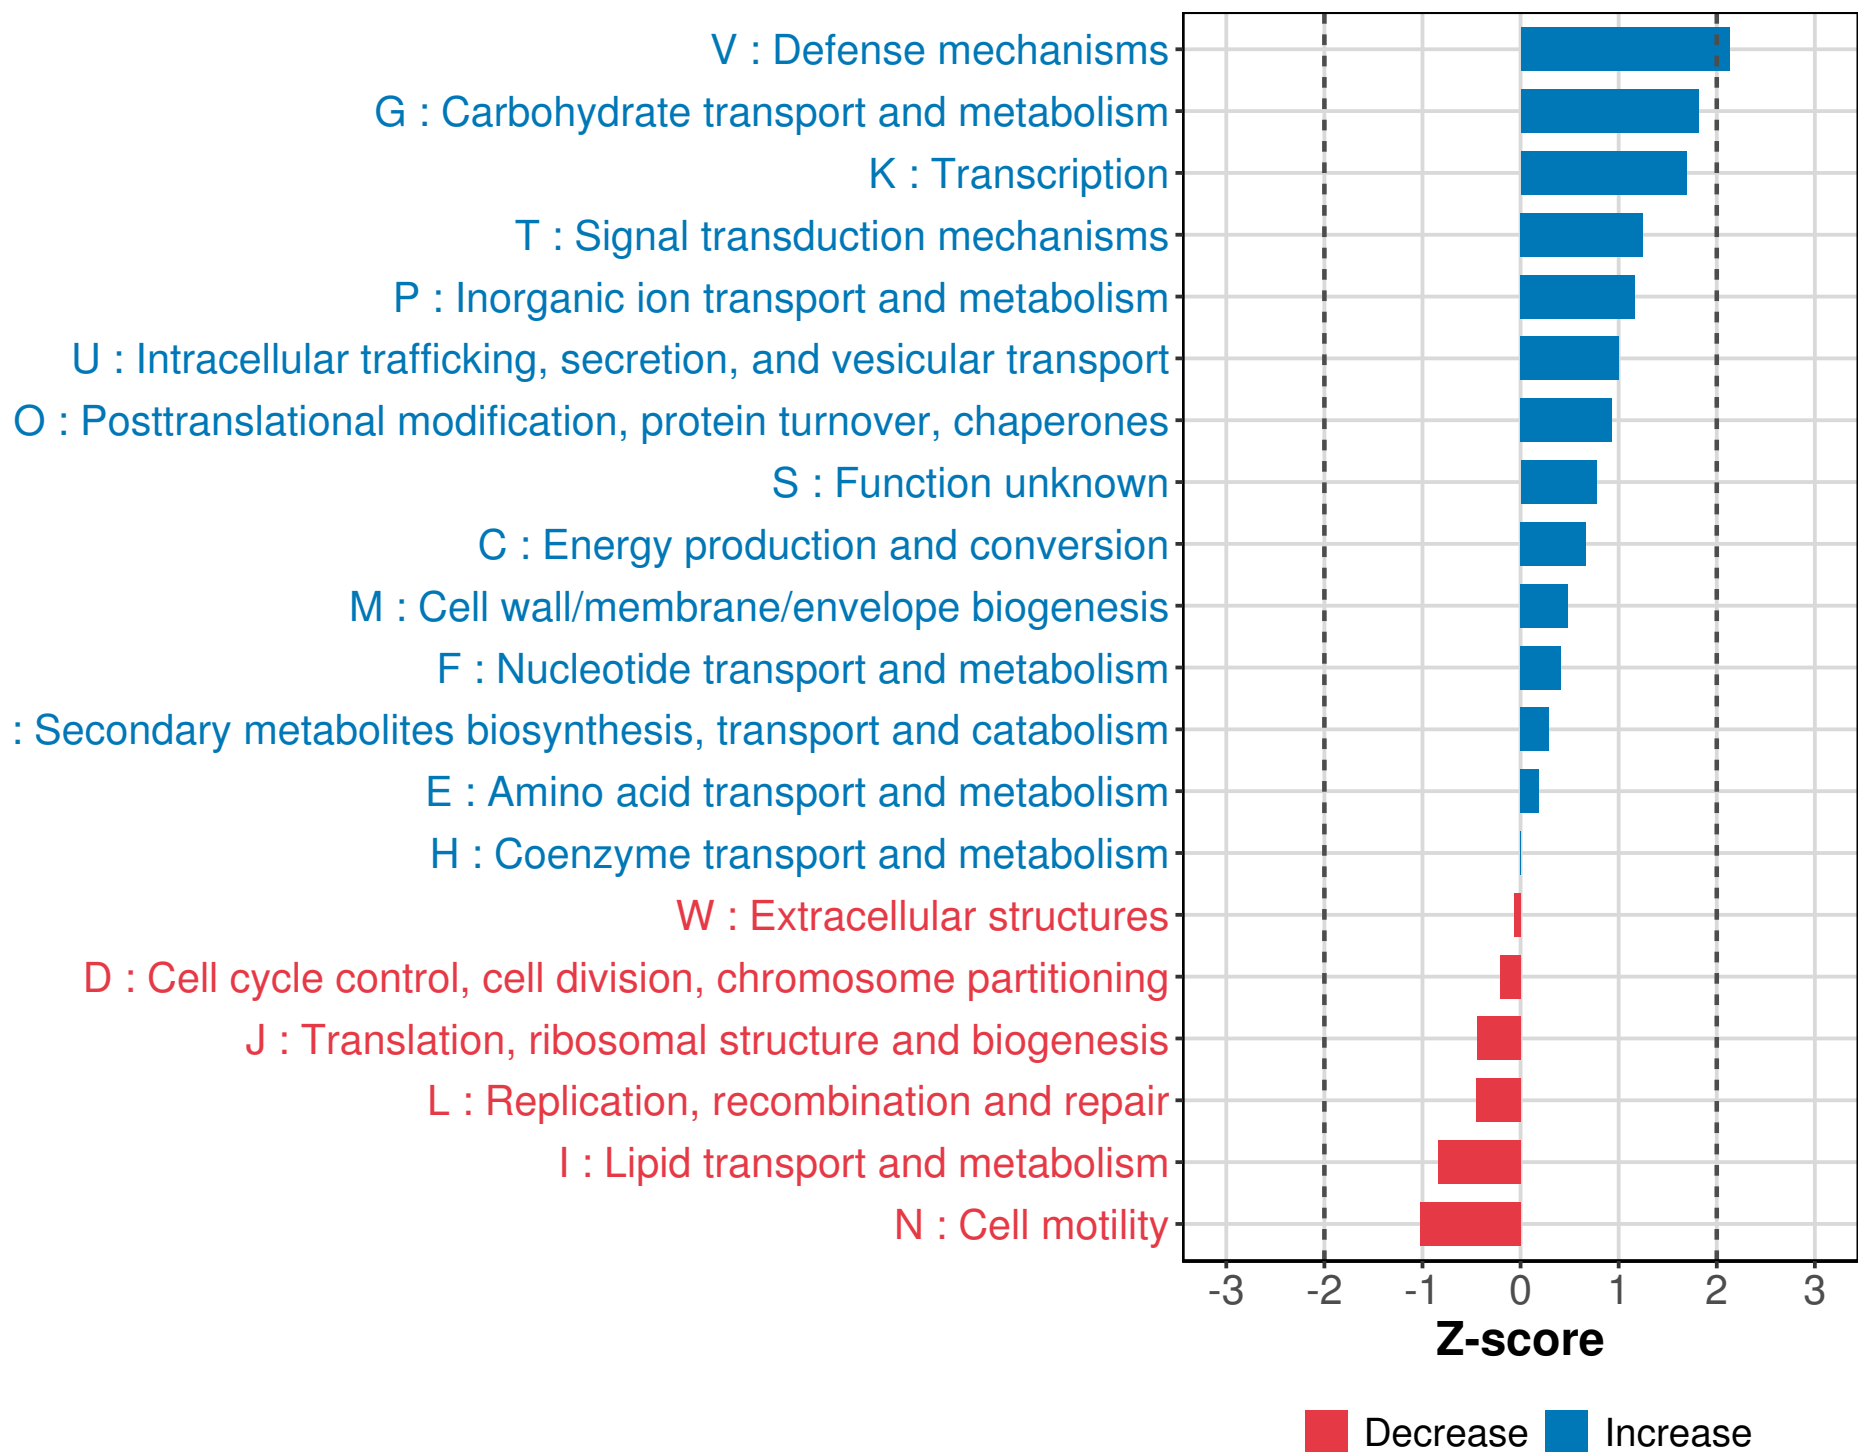 V : Defense mechanisms
G : Carbohydrate transport and metabolism
K : Transcription
T : Signal transduction mechanisms
P : Inorganic ion transport and metabolism
U : Intracellular trafficking, secretion, and vesicular transport
O : Posttranslational modification, protein turnover, chaperones
S : Function unknown
C : Energy production and conversion
M : Cell wall/membrane/envelope biogenesis
F : Nucleotide transport and metabolism
: Secondary metabolites biosynthesis, transport and catabolism
E : Amino acid transport and metabolism
H : Coenzyme transport and metabolism
W : Extracellular structures
D : Cell cycle control, cell division, chromosome partitioning
J : Translation, ribosomal structure and biogenesis
L : Replication, recombination and repair
I : Lipid transport and metabolism
N : Cell motility
-3 -2 -1 0 1 2 3
Z-score
Decrease Increase